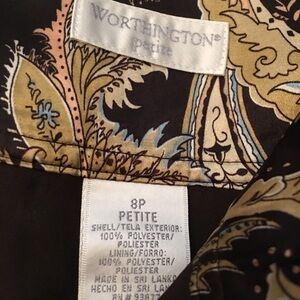 WORTHINGTON®
petite
8P
PETITE
SHELL/TELA EXTERIOR:
100% POLYESTER/
POLIESTER
LINING/FORRO:
100% POLYESTER/
POLIESTER
MADE IN SRI LANKA
HECHO EN SRI
RN #